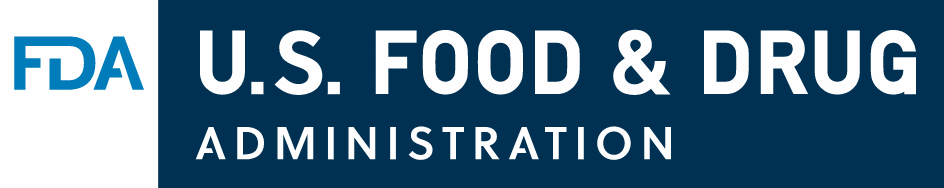 FDA
U.S. FOOD & DRUG
ADMINISTRATION